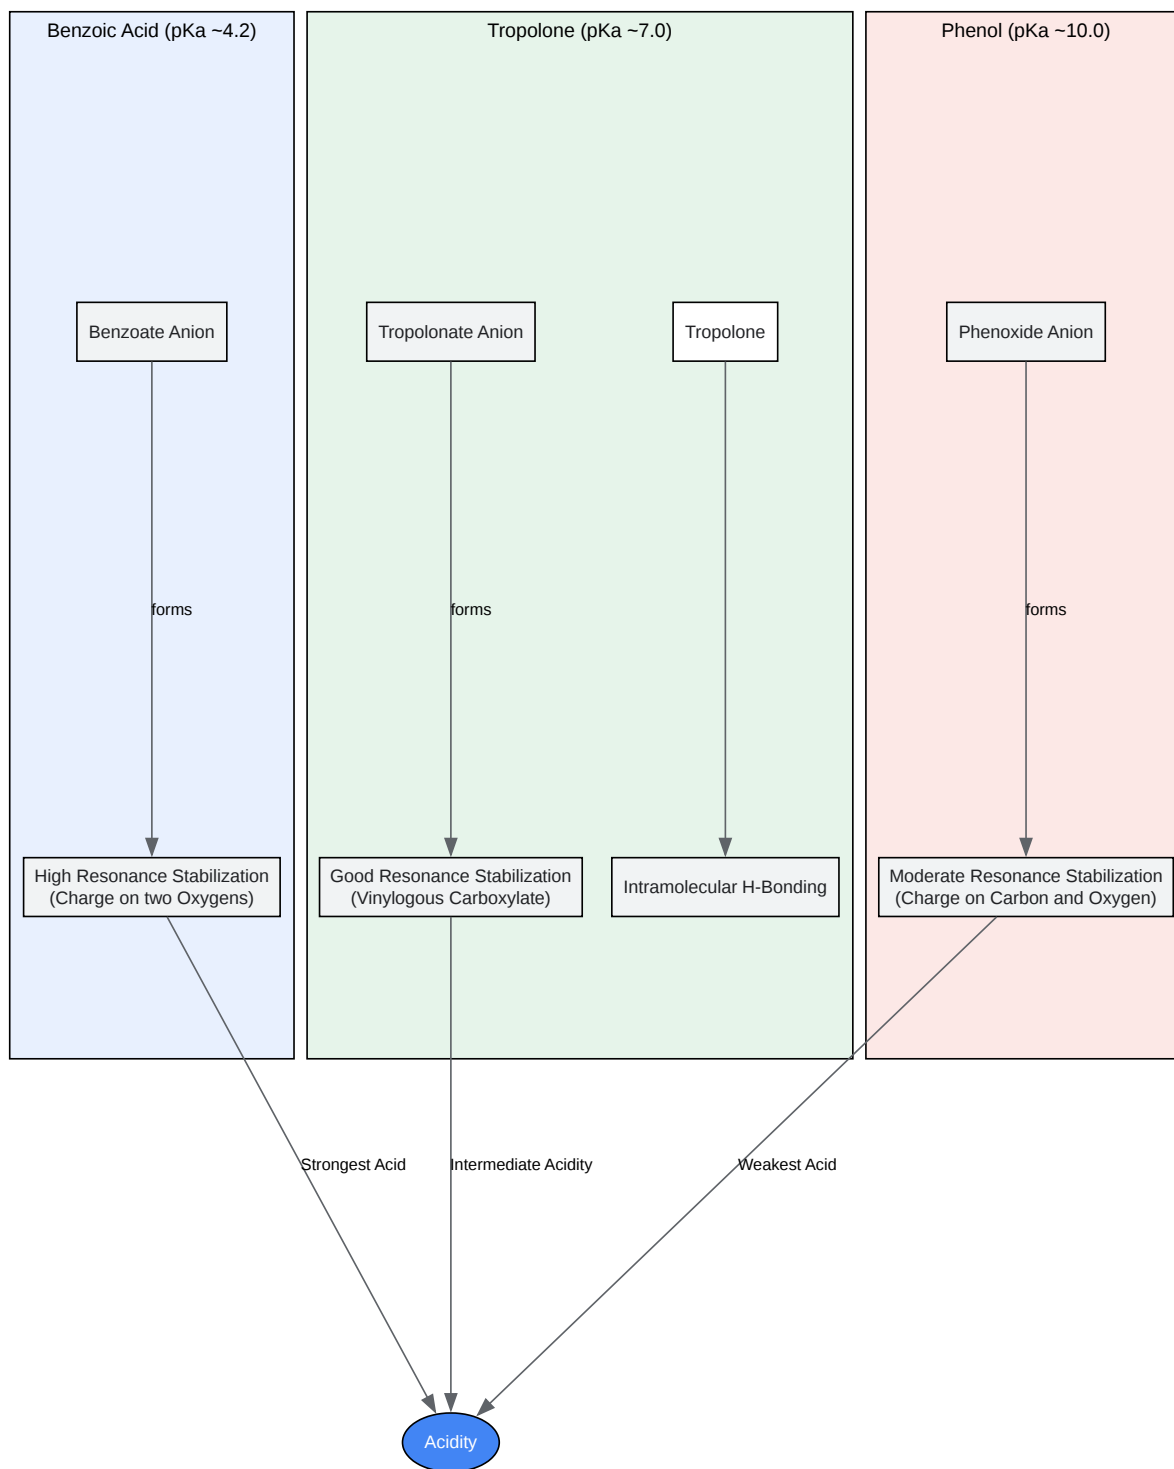 Benzoic Acid (pKa ~4.2)
Tropolone (pKa ~7.0)
Phenol (pKa ~10.0)
Benzoate Anion
Tropolonate Anion
Tropolone
Phenoxide Anion
forms
forms
forms
High Resonance Stabilization
(Charge on two Oxygens)
Good Resonance Stabilization
(Vinylogous Carboxylate)
Intramolecular H-Bonding
Moderate Resonance Stabilization
(Charge on Carbon and Oxygen)
Strongest Acid
Intermediate Acidity
Weakest Acid
Acidity